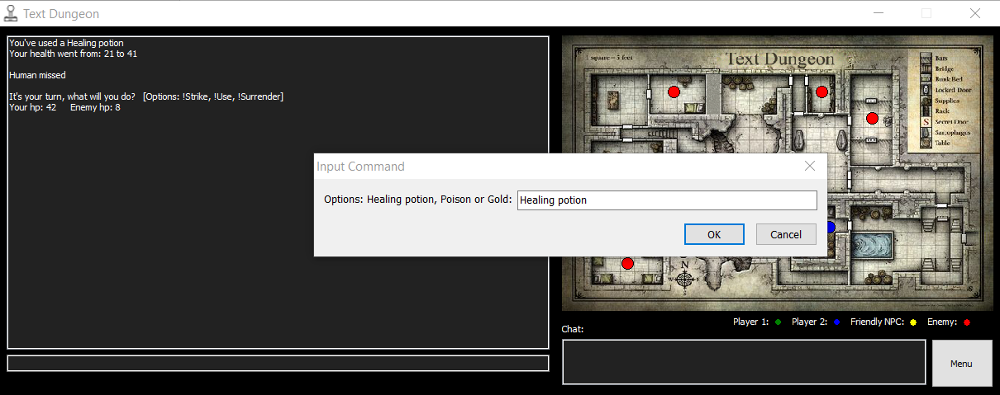 Text Dungeon
You've used a Healing potion
Your health went from: 21 to 41
Human missed
It's your turn, what will you do?   [Options: !Strike, !Use, !Surrender]
Your hp: 42    Enemy hp: 8
1 square = 5 feet
Text Dungeon
Bars
Bridge
Bunk Bed
Locked Door
Supplies
Rack
S Secret Door
Sarcophagus
Table
Input Command
Options: Healing potion, Poison or Gold: Healing potion
OK Cancel
N
W
Player 1: Player 2: Friendly NPC: Enemy:
Chat:
Menu